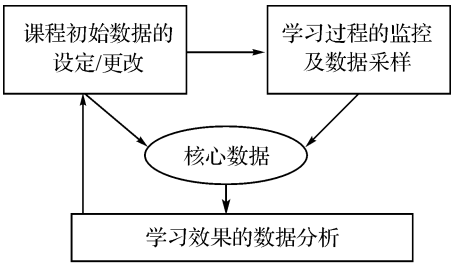 课程初始数据的
设定/更改
学习过程的监控
及数据采样
核心数据
学习效果的数据分析